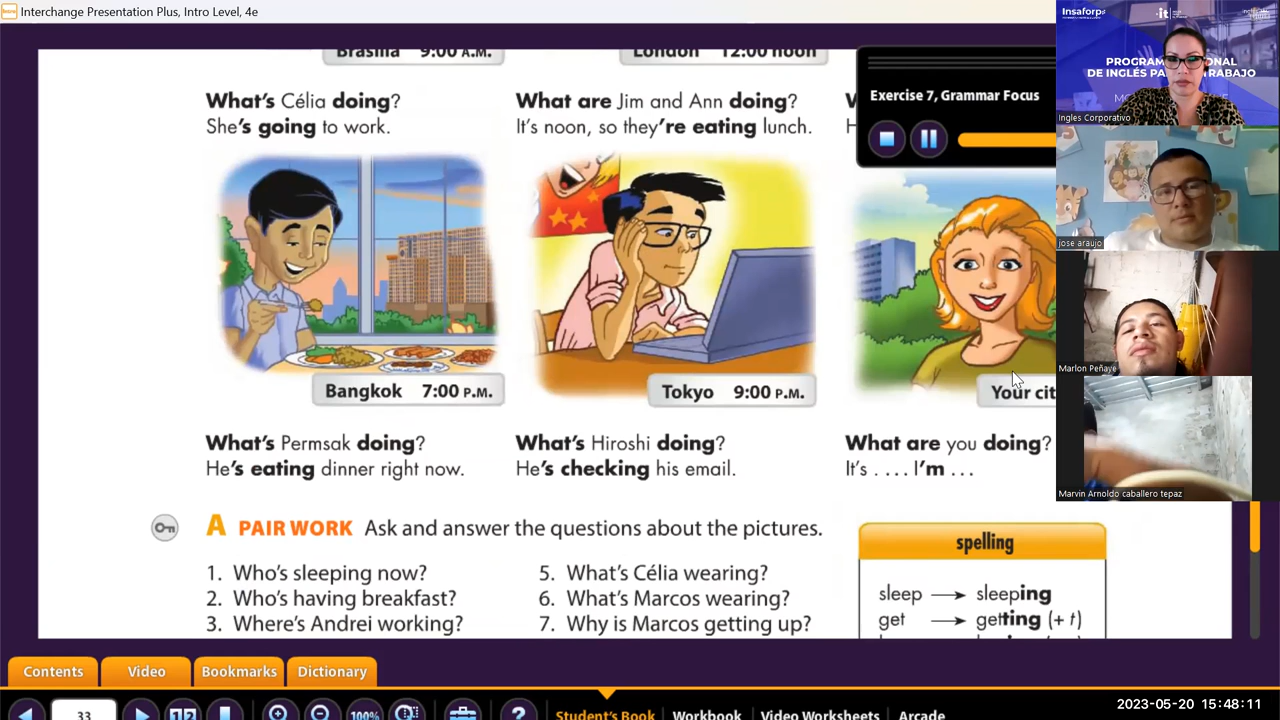 Interchange Presentation Plus, Intro Level, 4e
Brasília 9:00 A.M.
London 12:00 noon
What's Célia doing?
She's going to work.
What are Jim and Ann doing?
It's noon, so they're eating lunch.
Exercise 7, Grammar Focus
Bangkok 7:00 P.M.
Tokyo 9:00 P.M.
Your cit
What's Permsak doing?
He's eating dinner right now.
What's Hiroshi doing?
He's checking his email.
What are you doing?
It's . . . . I'm . . .
A PAIR WORK Ask and answer the questions about the pictures.
1. Who's sleeping now?
2. Who's having breakfast?
3. Where's Andrei working?
5. What's Célia wearing?
6. What's Marcos wearing?
7. Why is Marcos getting up?
spelling
sleep → sleeping
get → getting (+ t)
Contents
Video
Bookmarks
Dictionary
33
100%
?
Student's Book
Workbook
Video Worksheets
Arcade
Insaforp
it
DE INGLÉS PA
RABAJO
Ingles Corporativo
jose araujo
Marlon Peñaye
Marvin Arnoldo caballero tepaz
2023-05-20 15:48:11